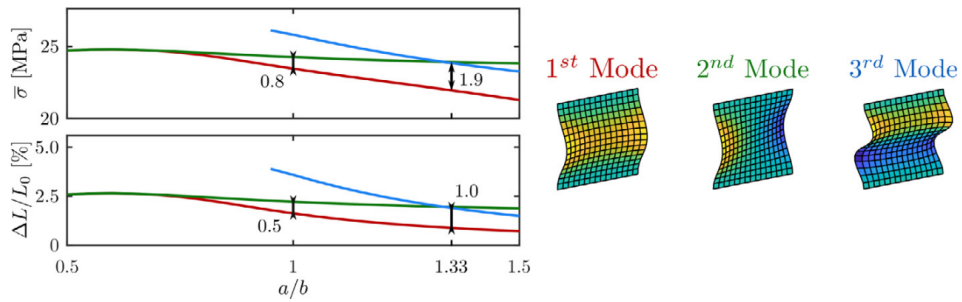 σ̅ [MPa]
25
20
0.8
1.9
ΔL/L₀ [%]
5.0
2.5
0
0.5
1.0
0.5
1
1.33
1.5
a/b
1ˢᵗ Mode
2ⁿᵈ Mode
3ʳᵈ Mode